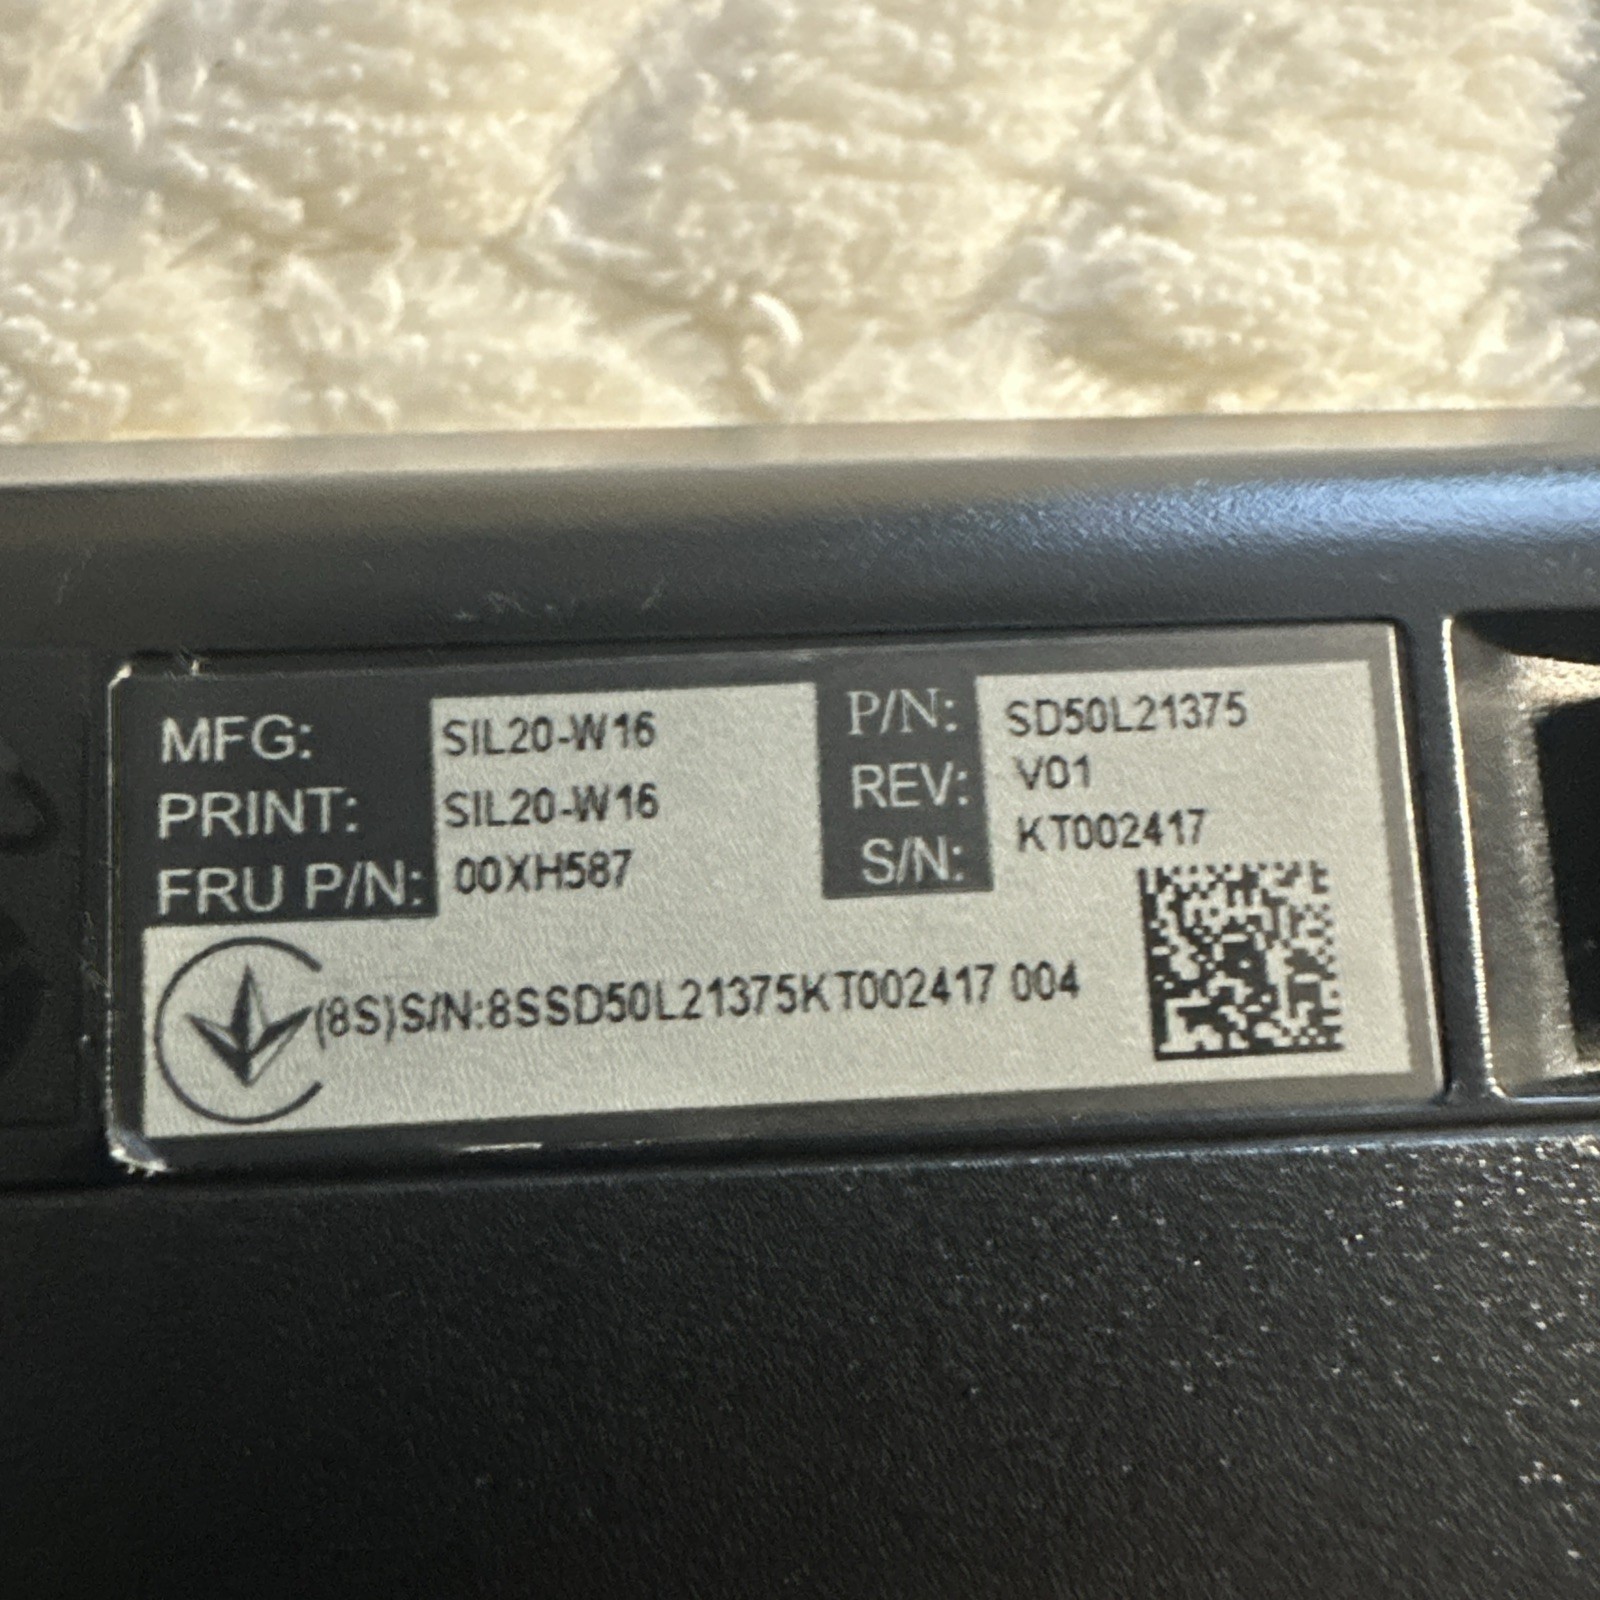 MFG: SIL20-W16
PRINT: SIL20-W16
FRU P/N: 00XH587
P/N: SD50L21375
REV: V01
S/N: KT002417
(8S)S/N:8SSD50L21375KT002417 004